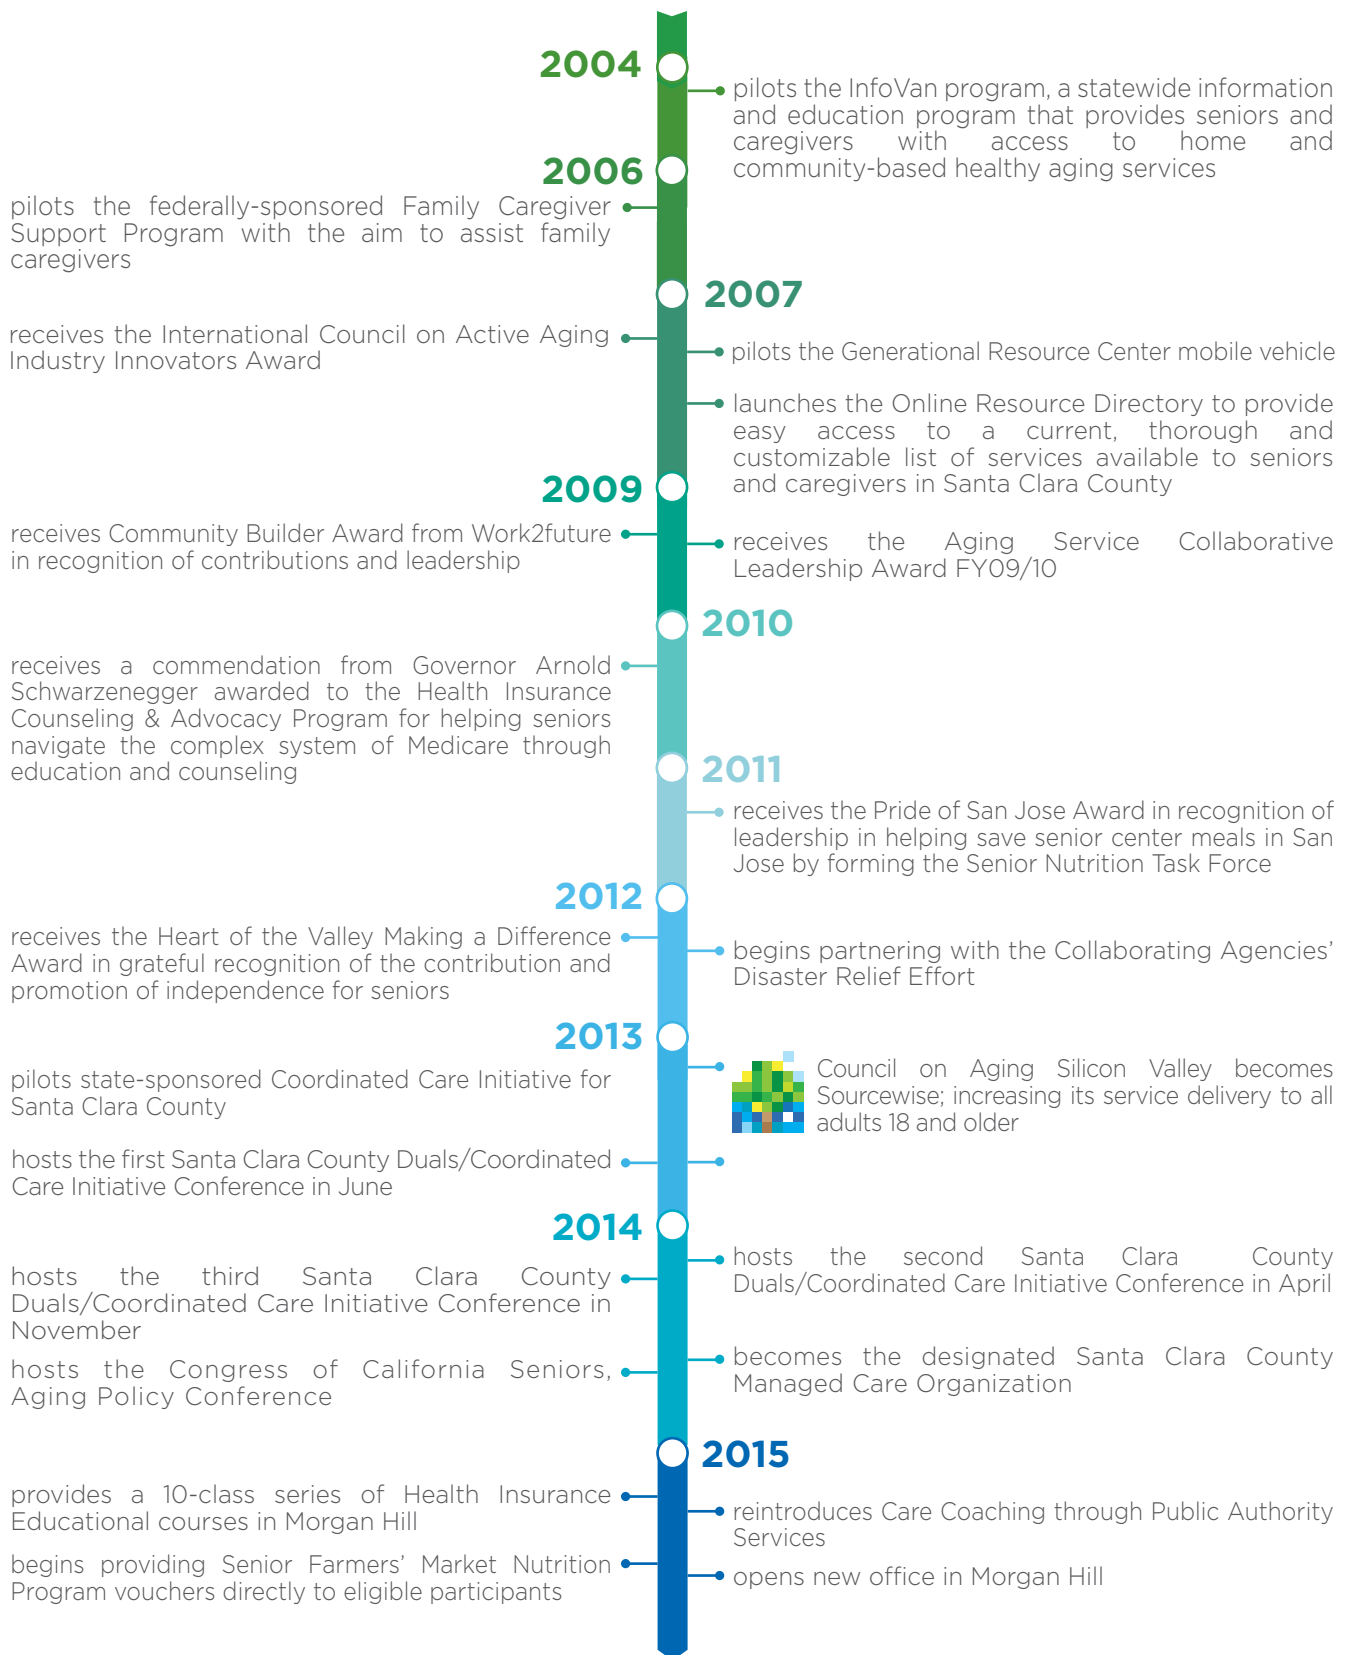 2004
pilots the InfoVan program, a statewide information
and education program that provides seniors and
caregivers with access to home and
community-based healthy aging services
2006
pilots the federally-sponsored Family Caregiver
Support Program with the aim to assist family
caregivers
2007
receives the International Council on Active Aging
Industry Innovators Award
pilots the Generational Resource Center mobile vehicle
launches the Online Resource Directory to provide
easy access to a current, thorough and
customizable list of services available to seniors
and caregivers in Santa Clara County
2009
receives Community Builder Award from Work2future
in recognition of contributions and leadership
receives the Aging Service Collaborative
Leadership Award FY09/10
2010
receives a commendation from Governor Arnold
Schwarzenegger awarded to the Health Insurance
Counseling & Advocacy Program for helping seniors
navigate the complex system of Medicare through
education and counseling
2011
receives the Pride of San Jose Award in recognition of
leadership in helping save senior center meals in San
Jose by forming the Senior Nutrition Task Force
2012
receives the Heart of the Valley Making a Difference
Award in grateful recognition of the contribution and
promotion of independence for seniors
begins partnering with the Collaborating Agencies'
Disaster Relief Effort
2013
pilots state-sponsored Coordinated Care Initiative for
Santa Clara County
Council on Aging Silicon Valley becomes
Sourcewise; increasing its service delivery to all
adults 18 and older
hosts the first Santa Clara County Duals/Coordinated
Care Initiative Conference in June
2014
hosts the second Santa Clara County
Duals/Coordinated Care Initiative Conference in April
hosts the third Santa Clara County
Duals/Coordinated Care Initiative Conference in
November
becomes the designated Santa Clara County
Managed Care Organization
hosts the Congress of California Seniors,
Aging Policy Conference
2015
provides a 10-class series of Health Insurance
Educational courses in Morgan Hill
reintroduces Care Coaching through Public Authority
Services
begins providing Senior Farmers' Market Nutrition
Program vouchers directly to eligible participants
opens new office in Morgan Hill